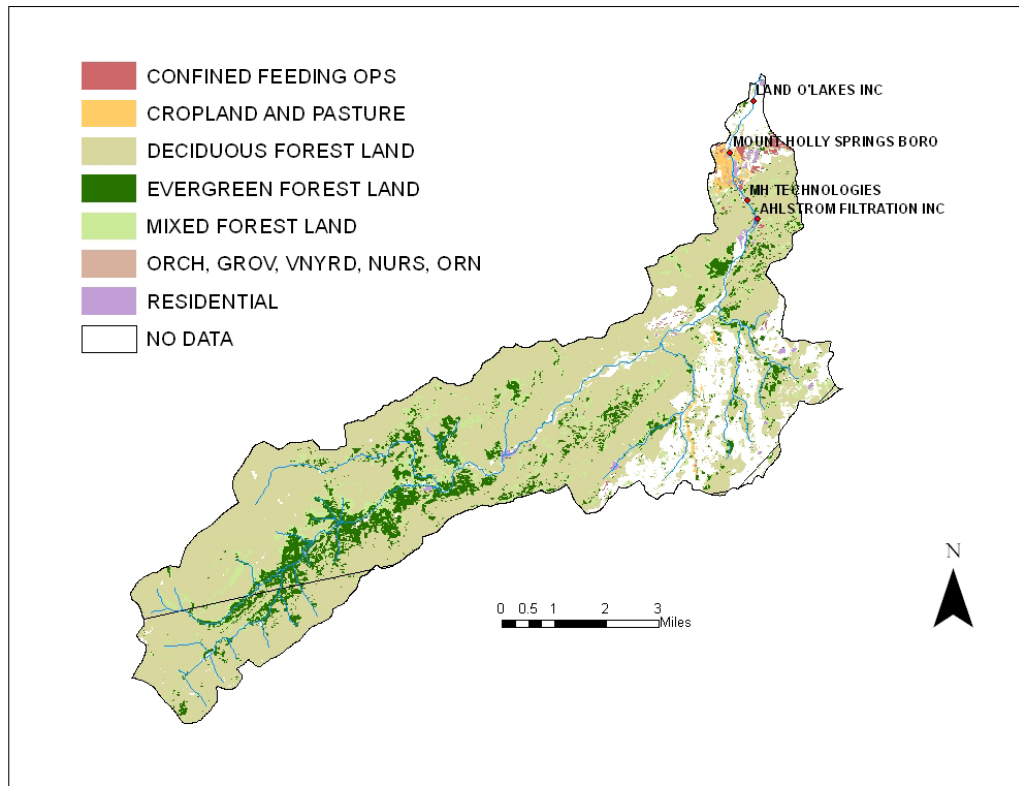 CONFINED FEEDING OPS
CROPLAND AND PASTURE
DECIDUOUS FOREST LAND
EVERGREEN FOREST LAND
MIXED FOREST LAND
ORCH, GROV, VNYRD, NURS, ORN
RESIDENTIAL
NO DATA
LAND O'LAKES INC
MOUNT HOLLY SPRINGS BORO
MH TECHNOLOGIES
AHLSTROM FILTRATION INC
N
0 0.5 1 2 3
Miles